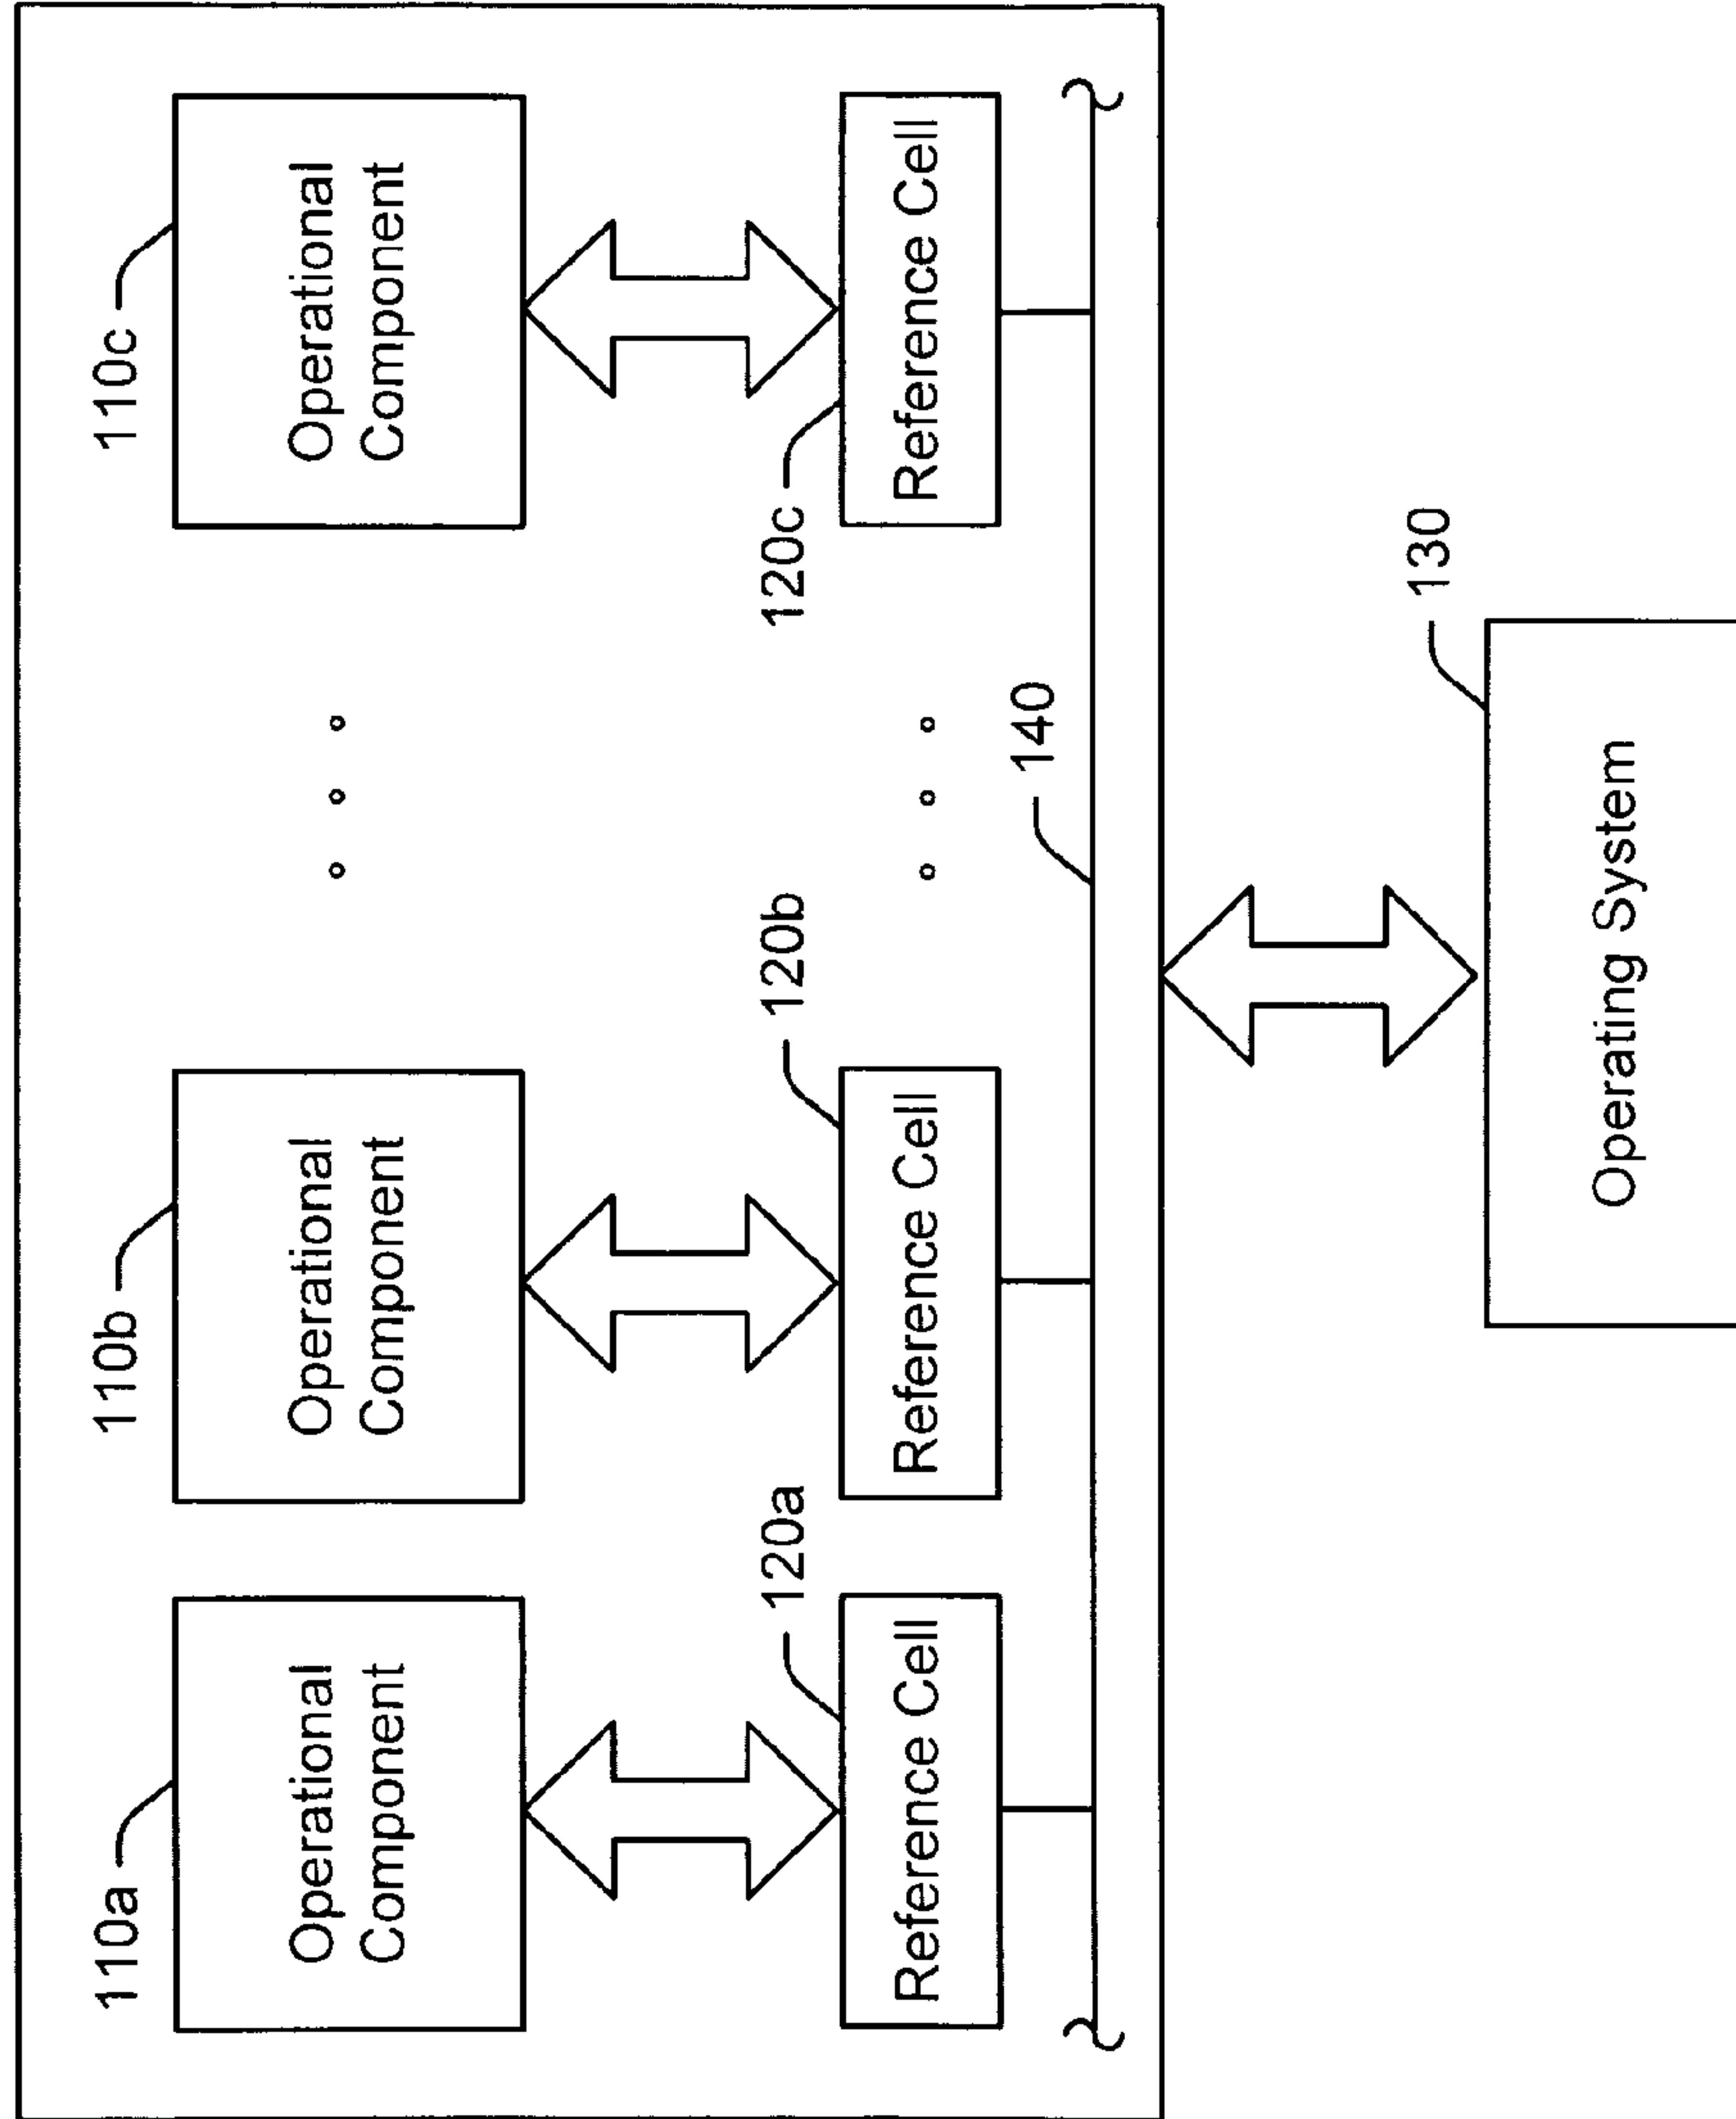 110a
110b
110c
Operational
Component
Operational
Component
Operational
Component
120a
120b
120c
Reference Cell
Reference Cell
Reference Cell
140
130
Operating System